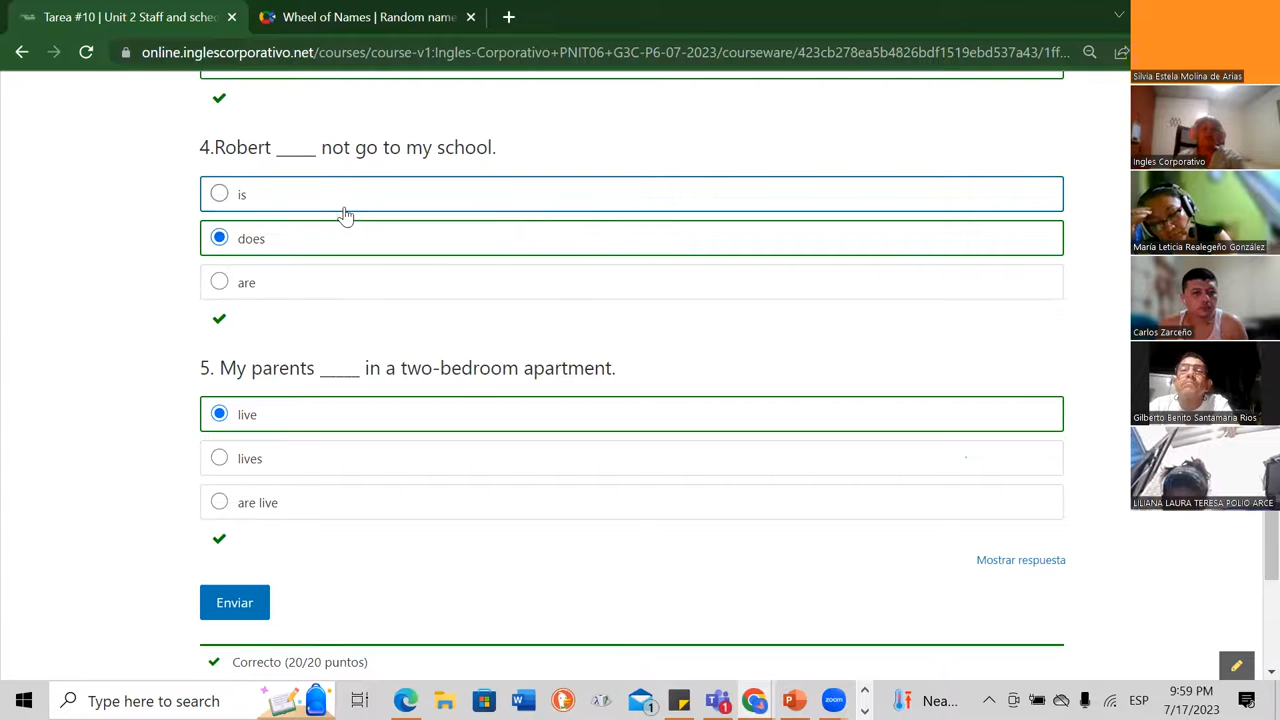 Tarea #10 | Unit 2 Staff and sche
Wheel of Names | Random name
online.inglescorporativo.net/courses/course-v1:Ingles-Corporativo+PNIT06+G3C-P6-07-2023/courseware/423cb278ea5b4826bdf1519ebd537a43/1ff...
Silvia Estela Molina de Arias
Ingles Corporativo
María Leticia Realegeño González
Carlos Zarceño
Gilberto Benito Santamaria Rios
LILIANA LAURA TERESA POLIO ARCE
4.Robert _____ not go to my school.
is
does
are
5. My parents _____ in a two-bedroom apartment.
live
lives
are live
Mostrar respuesta
Enviar
Correcto (20/20 puntos)
Type here to search
1
1
zoom
Nea...
ESP
9:59 PM
7/17/2023